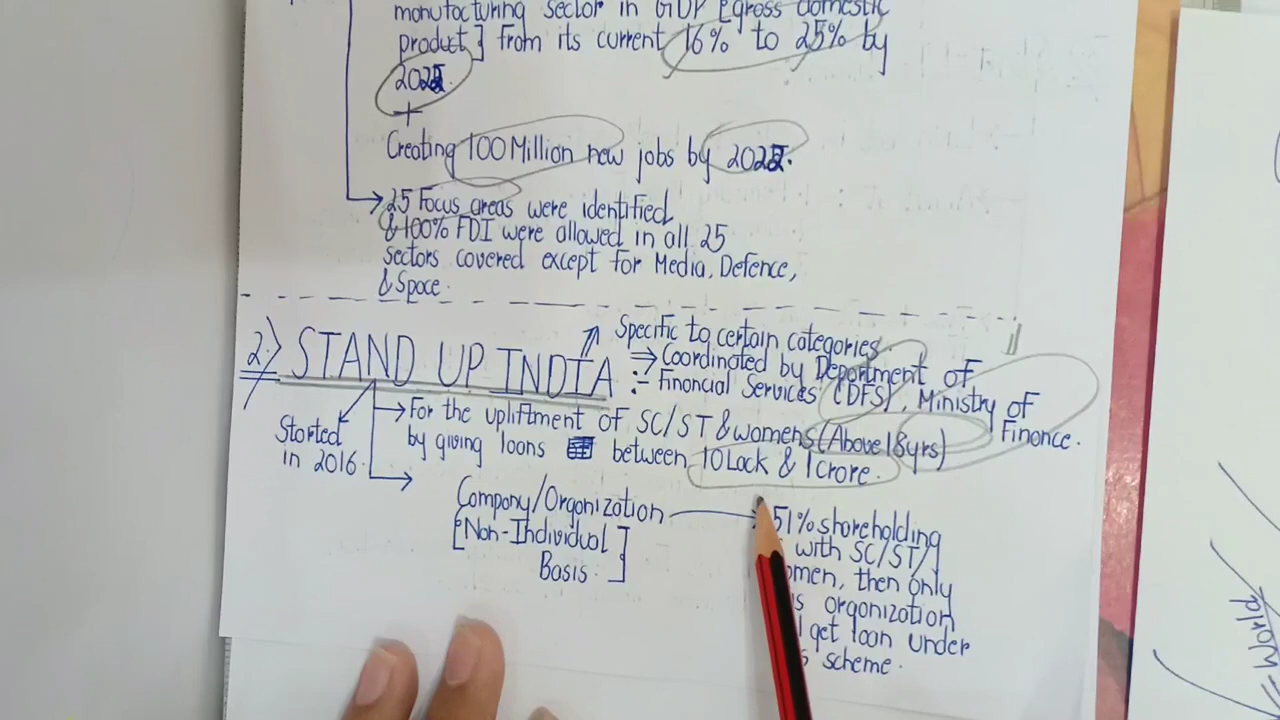 manufacturing sector in GDP [gross domestic
product] from its current 16% to 25% by
2025.
+
Creating 100 Million new jobs by 2022.
25 Focus areas were identified
& 100% FDI were allowed in all 25
sectors covered except for Media, Defence,
& Space.
2.) STAND UP INDIA
Specific to certain categories.
⇒ Coordinated by Department of
:- Financial Services (DFS), Ministry of
Finance.
Started
in 2016.
→ For the upliftment of SC/ST & womens (Above 18yrs)
by giving loans between 10 Lack & 1 crore.
Company/Organization
[Non-Individual
Basis.]
51% shareholding
with SC/ST/
omen, then only
s organization
l get loan under
s scheme.
← World